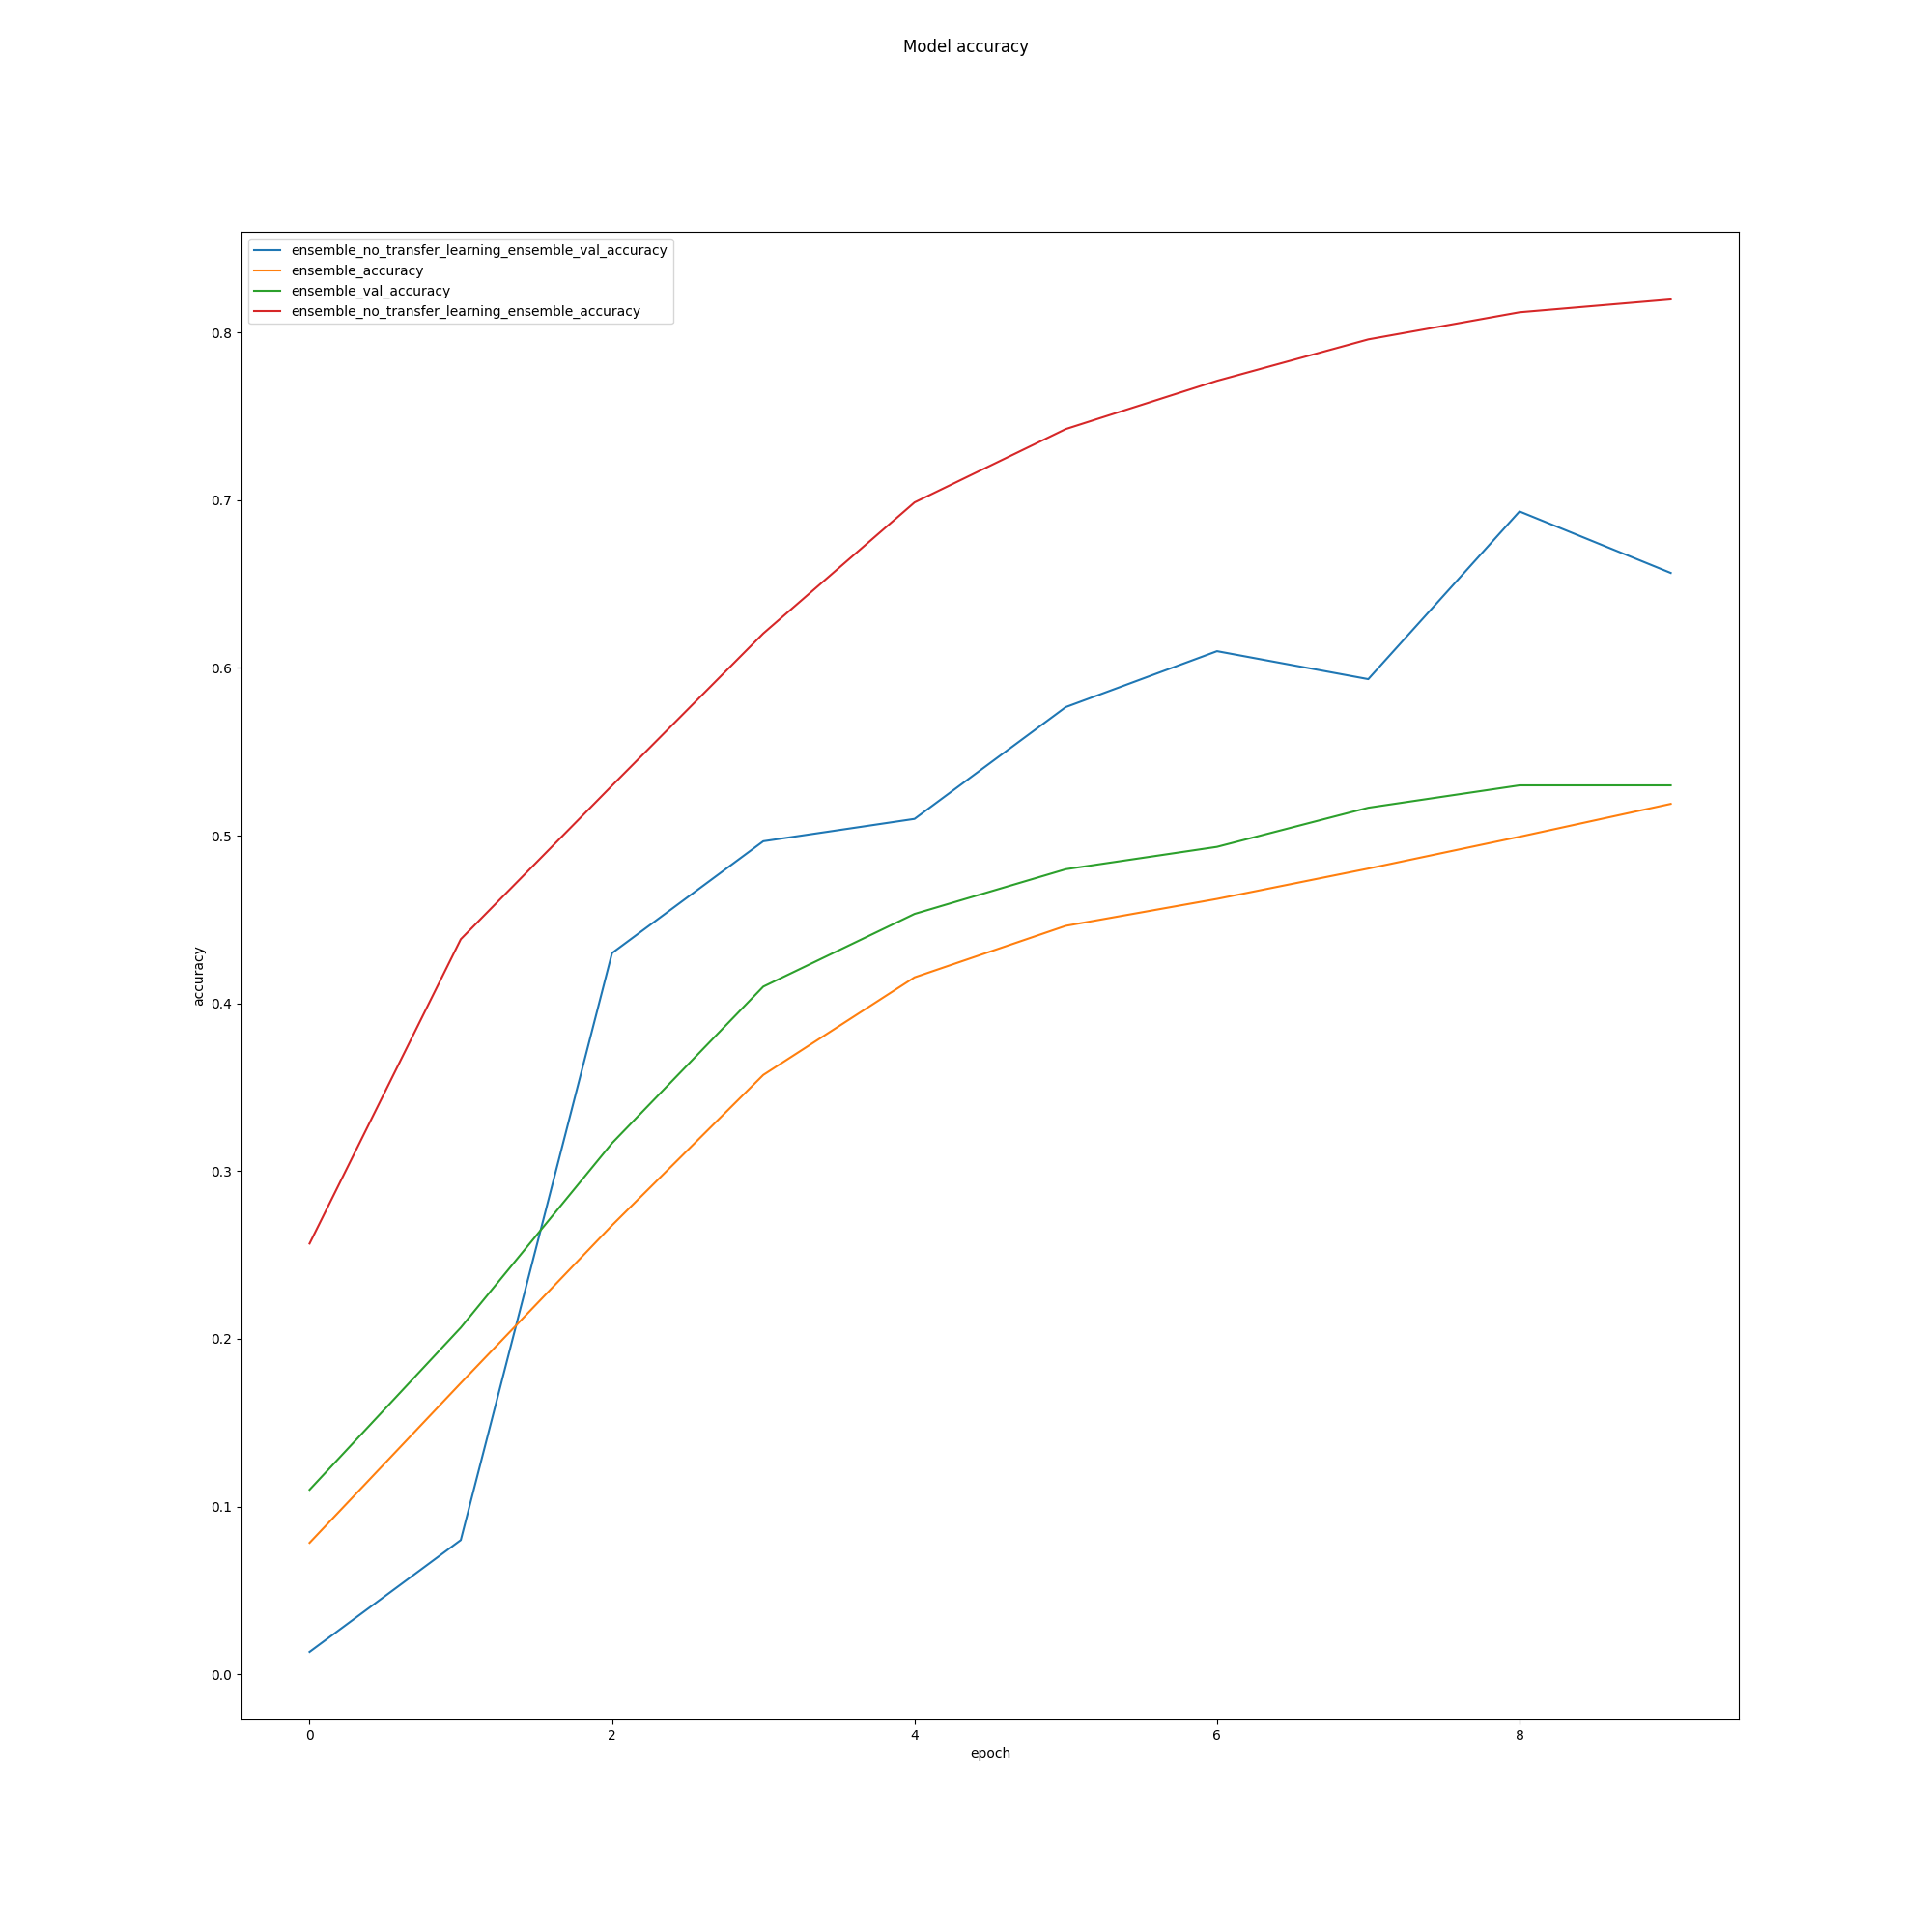 Model accuracy
ensemble_no_transfer_learning_ensemble_val_accuracy
ensemble_accuracy
ensemble_val_accuracy
ensemble_no_transfer_learning_ensemble_accuracy
0.8
0.7
0.6
0.5
0.4
0.3
0.2
0.1
0.0
accuracy
0 2 4 6 8
epoch